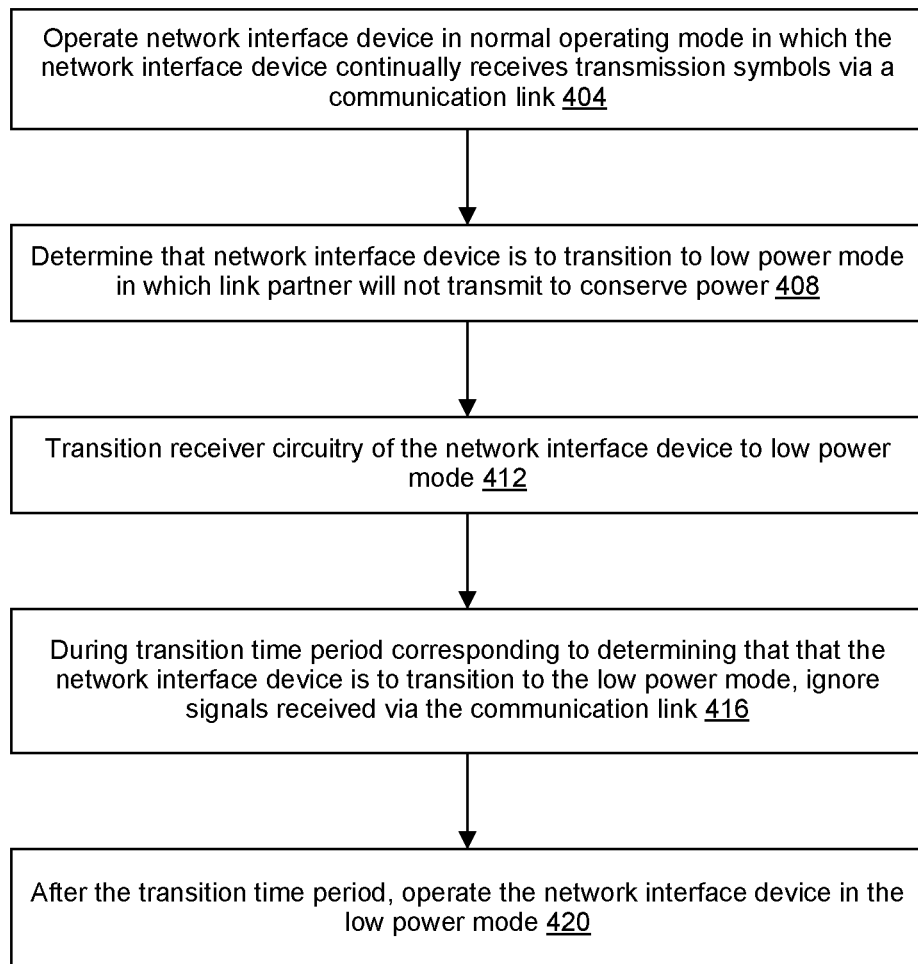 Operate network interface device in normal operating mode in which the
network interface device continually receives transmission symbols via a
communication link 404
Determine that network interface device is to transition to low power mode
in which link partner will not transmit to conserve power 408
Transition receiver circuitry of the network interface device to low power
mode 412
During transition time period corresponding to determining that that the
network interface device is to transition to the low power mode, ignore
signals received via the communication link 416
After the transition time period, operate the network interface device in the
low power mode 420